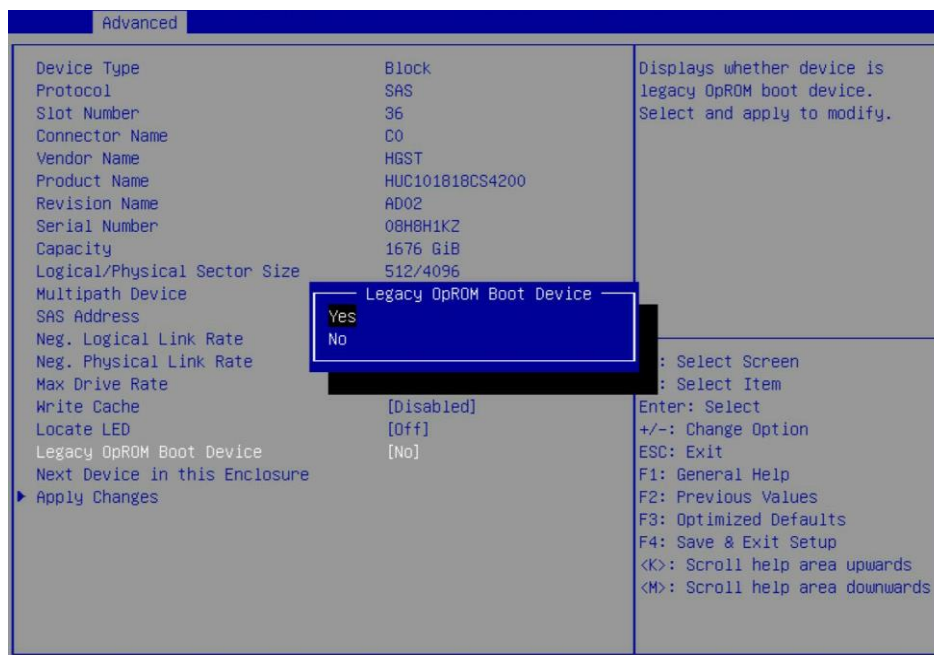 Advanced
Device Type Block
Protocol SAS
Slot Number 36
Connector Name C0
Vendor Name HGST
Product Name HUC101818CS4200
Revision Name AD02
Serial Number 08H8H1KZ
Capacity 1676 GiB
Logical/Physical Sector Size 512/4096
Multipath Device
SAS Address
Neg. Logical Link Rate
Neg. Physical Link Rate
Max Drive Rate
Write Cache [Disabled]
Locate LED [Off]
Legacy OpROM Boot Device [No]
Next Device in this Enclosure
Apply Changes
Legacy OpROM Boot Device
Yes
No
Displays whether device is
legacy OpROM boot device.
Select and apply to modify.
: Select Screen
: Select Item
Enter: Select
+/-: Change Option
ESC: Exit
F1: General Help
F2: Previous Values
F3: Optimized Defaults
F4: Save & Exit Setup
<K>: Scroll help area upwards
<M>: Scroll help area downwards